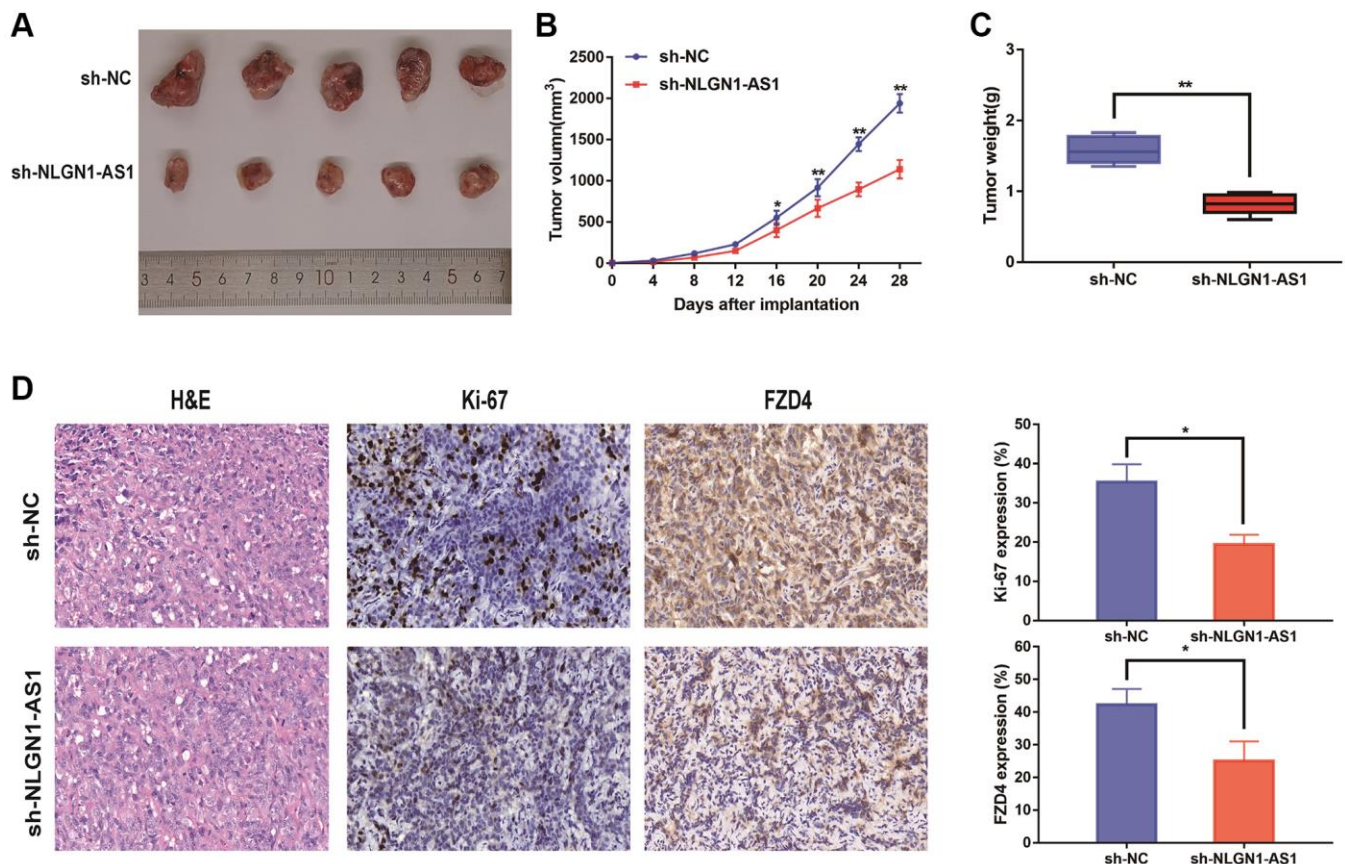 A
sh-NC
sh-NLGN1-AS1
3 4 5 6 7 8 9 10 1 2 3 4 5 6 7
B
sh-NC
sh-NLGN1-AS1
Tumor volumn(mm³)
2500
2000
1500
1000
500
0
* ** ** **
0 4 8 12 16 20 24 28
Days after implantation
C
Tumor weight(g)
3
2
1
0
**
sh-NC sh-NLGN1-AS1
D
H&E Ki-67 FZD4
sh-NC
sh-NLGN1-AS1
Ki-67 expression (%)
50
40
30
20
10
0
*
sh-NC sh-NLGN1-AS1
FZD4 expression (%)
60
50
40
30
20
10
0
*
sh-NC sh-NLGN1-AS1